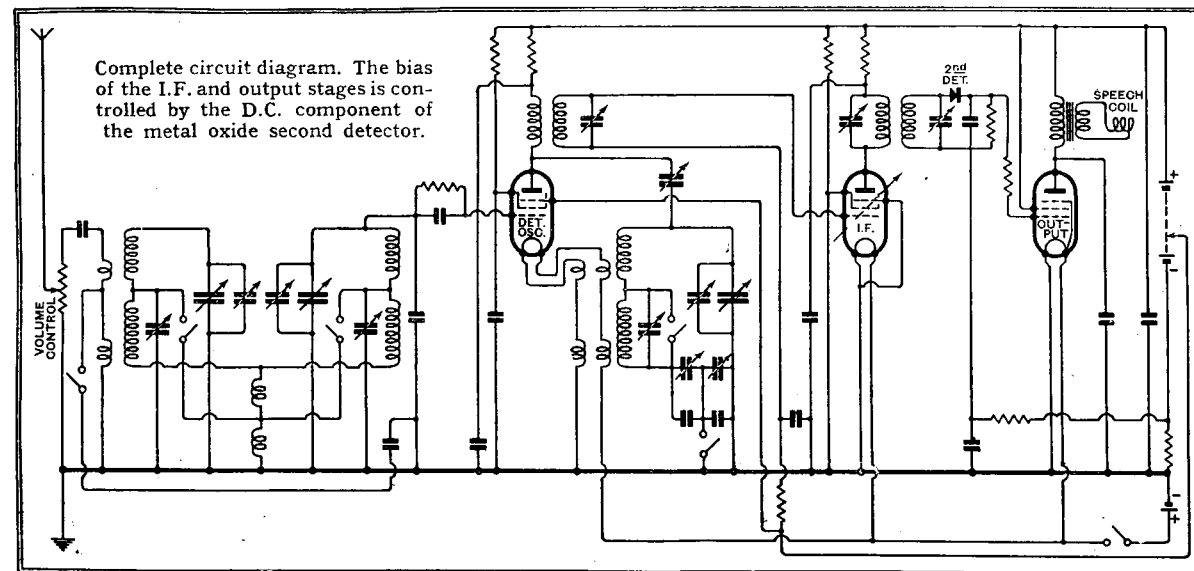 Complete circuit diagram. The bias
of the I.F. and output stages is con-
trolled by the D.C. component of
the metal oxide second detector.
2nd
DET.
SPEECH
COIL
+
DET.
OSC.
I.F.
OUT-
PUT
-
VOLUME
CONTROL
-
+